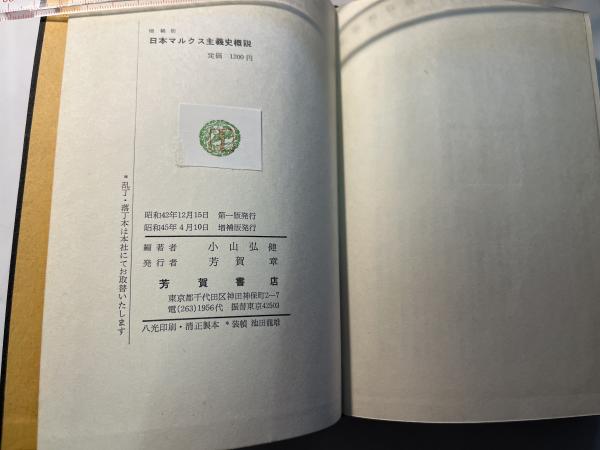 増補版
日本マルクス主義史概説
定価 1200円
昭和42年12月15日 第一版発行
昭和45年4月10日 増補版発行
編著者 小山弘健
発行者 芳賀章
芳賀書店
東京都千代田区神田神保町2-7
電(263)1956代 振替東京42503
八光印刷・清正製本 *装幀 池田龍雄
*乱丁・落丁本は本社にてお取替いたします